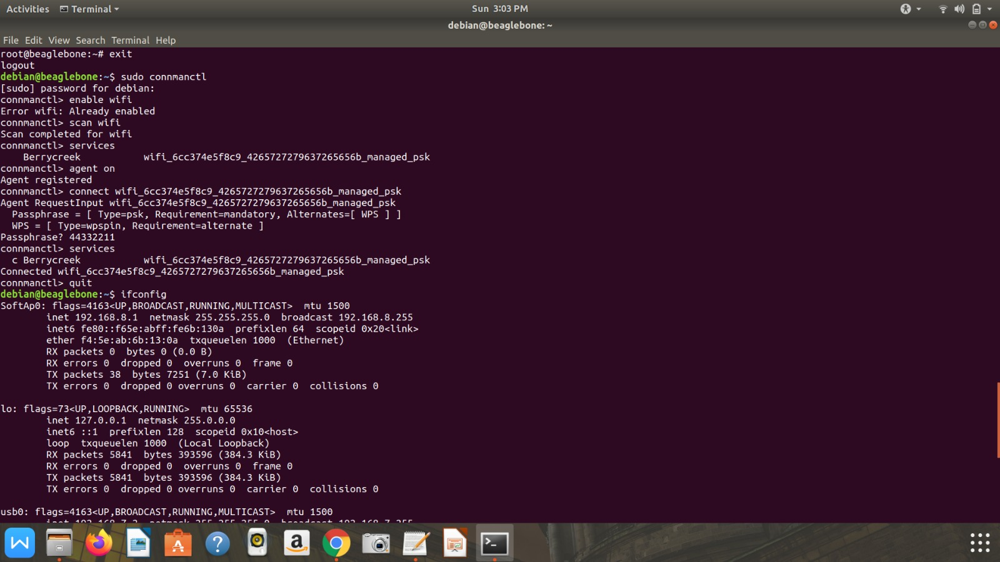 Activities Terminal Sun 3:03 PM
debian@beaglebone: ~
File Edit View Search Terminal Help
root@beaglebone:~# exit
logout
debian@beaglebone:~$ sudo connmanctl
[sudo] password for debian:
connmanctl> enable wifi
Error wifi: Already enabled
connmanctl> scan wifi
Scan completed for wifi
connmanctl> services
    Berrycreek           wifi_6cc374e5f8c9_4265727279637265656b_managed_psk
connmanctl> agent on
Agent registered
connmanctl> connect wifi_6cc374e5f8c9_4265727279637265656b_managed_psk
Agent RequestInput wifi_6cc374e5f8c9_4265727279637265656b_managed_psk
  Passphrase = [ Type=psk, Requirement=mandatory, Alternates=[ WPS ] ]
  WPS = [ Type=wpspin, Requirement=alternate ]
Passphrase? 44332211
connmanctl> services
  c Berrycreek           wifi_6cc374e5f8c9_4265727279637265656b_managed_psk
Connected wifi_6cc374e5f8c9_4265727279637265656b_managed_psk
connmanctl> quit
debian@beaglebone:~$ ifconfig
SoftAp0: flags=4163<UP,BROADCAST,RUNNING,MULTICAST>  mtu 1500
        inet 192.168.8.1  netmask 255.255.255.0  broadcast 192.168.8.255
        inet6 fe80::f65e:abff:fe6b:130a  prefixlen 64  scopeid 0x20<link>
        ether f4:5e:ab:6b:13:0a  txqueuelen 1000  (Ethernet)
        RX packets 0  bytes 0 (0.0 B)
        RX errors 0  dropped 0  overruns 0  frame 0
        TX packets 38  bytes 7251 (7.0 KiB)
        TX errors 0  dropped 0 overruns 0  carrier 0  collisions 0
lo: flags=73<UP,LOOPBACK,RUNNING>  mtu 65536
        inet 127.0.0.1  netmask 255.0.0.0
        inet6 ::1  prefixlen 128  scopeid 0x10<host>
        loop  txqueuelen 1000  (Local Loopback)
        RX packets 5841  bytes 393596 (384.3 KiB)
        RX errors 0  dropped 0  overruns 0  frame 0
        TX packets 5841  bytes 393596 (384.3 KiB)
        TX errors 0  dropped 0 overruns 0  carrier 0  collisions 0
usb0: flags=4163<UP,BROADCAST,RUNNING,MULTICAST>  mtu 1500